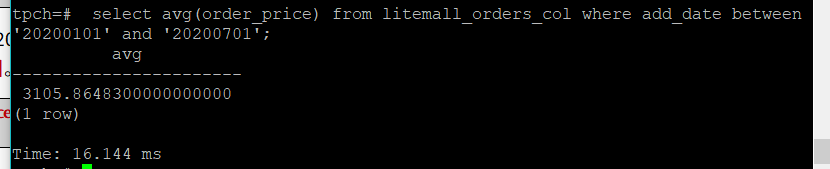 tpch=#  select avg(order_price) from litemall_orders_col where add_date between
'20200101' and '20200701';
          avg
-----------------------
 3105.8648300000000000
(1 row)

Time: 16.144 ms